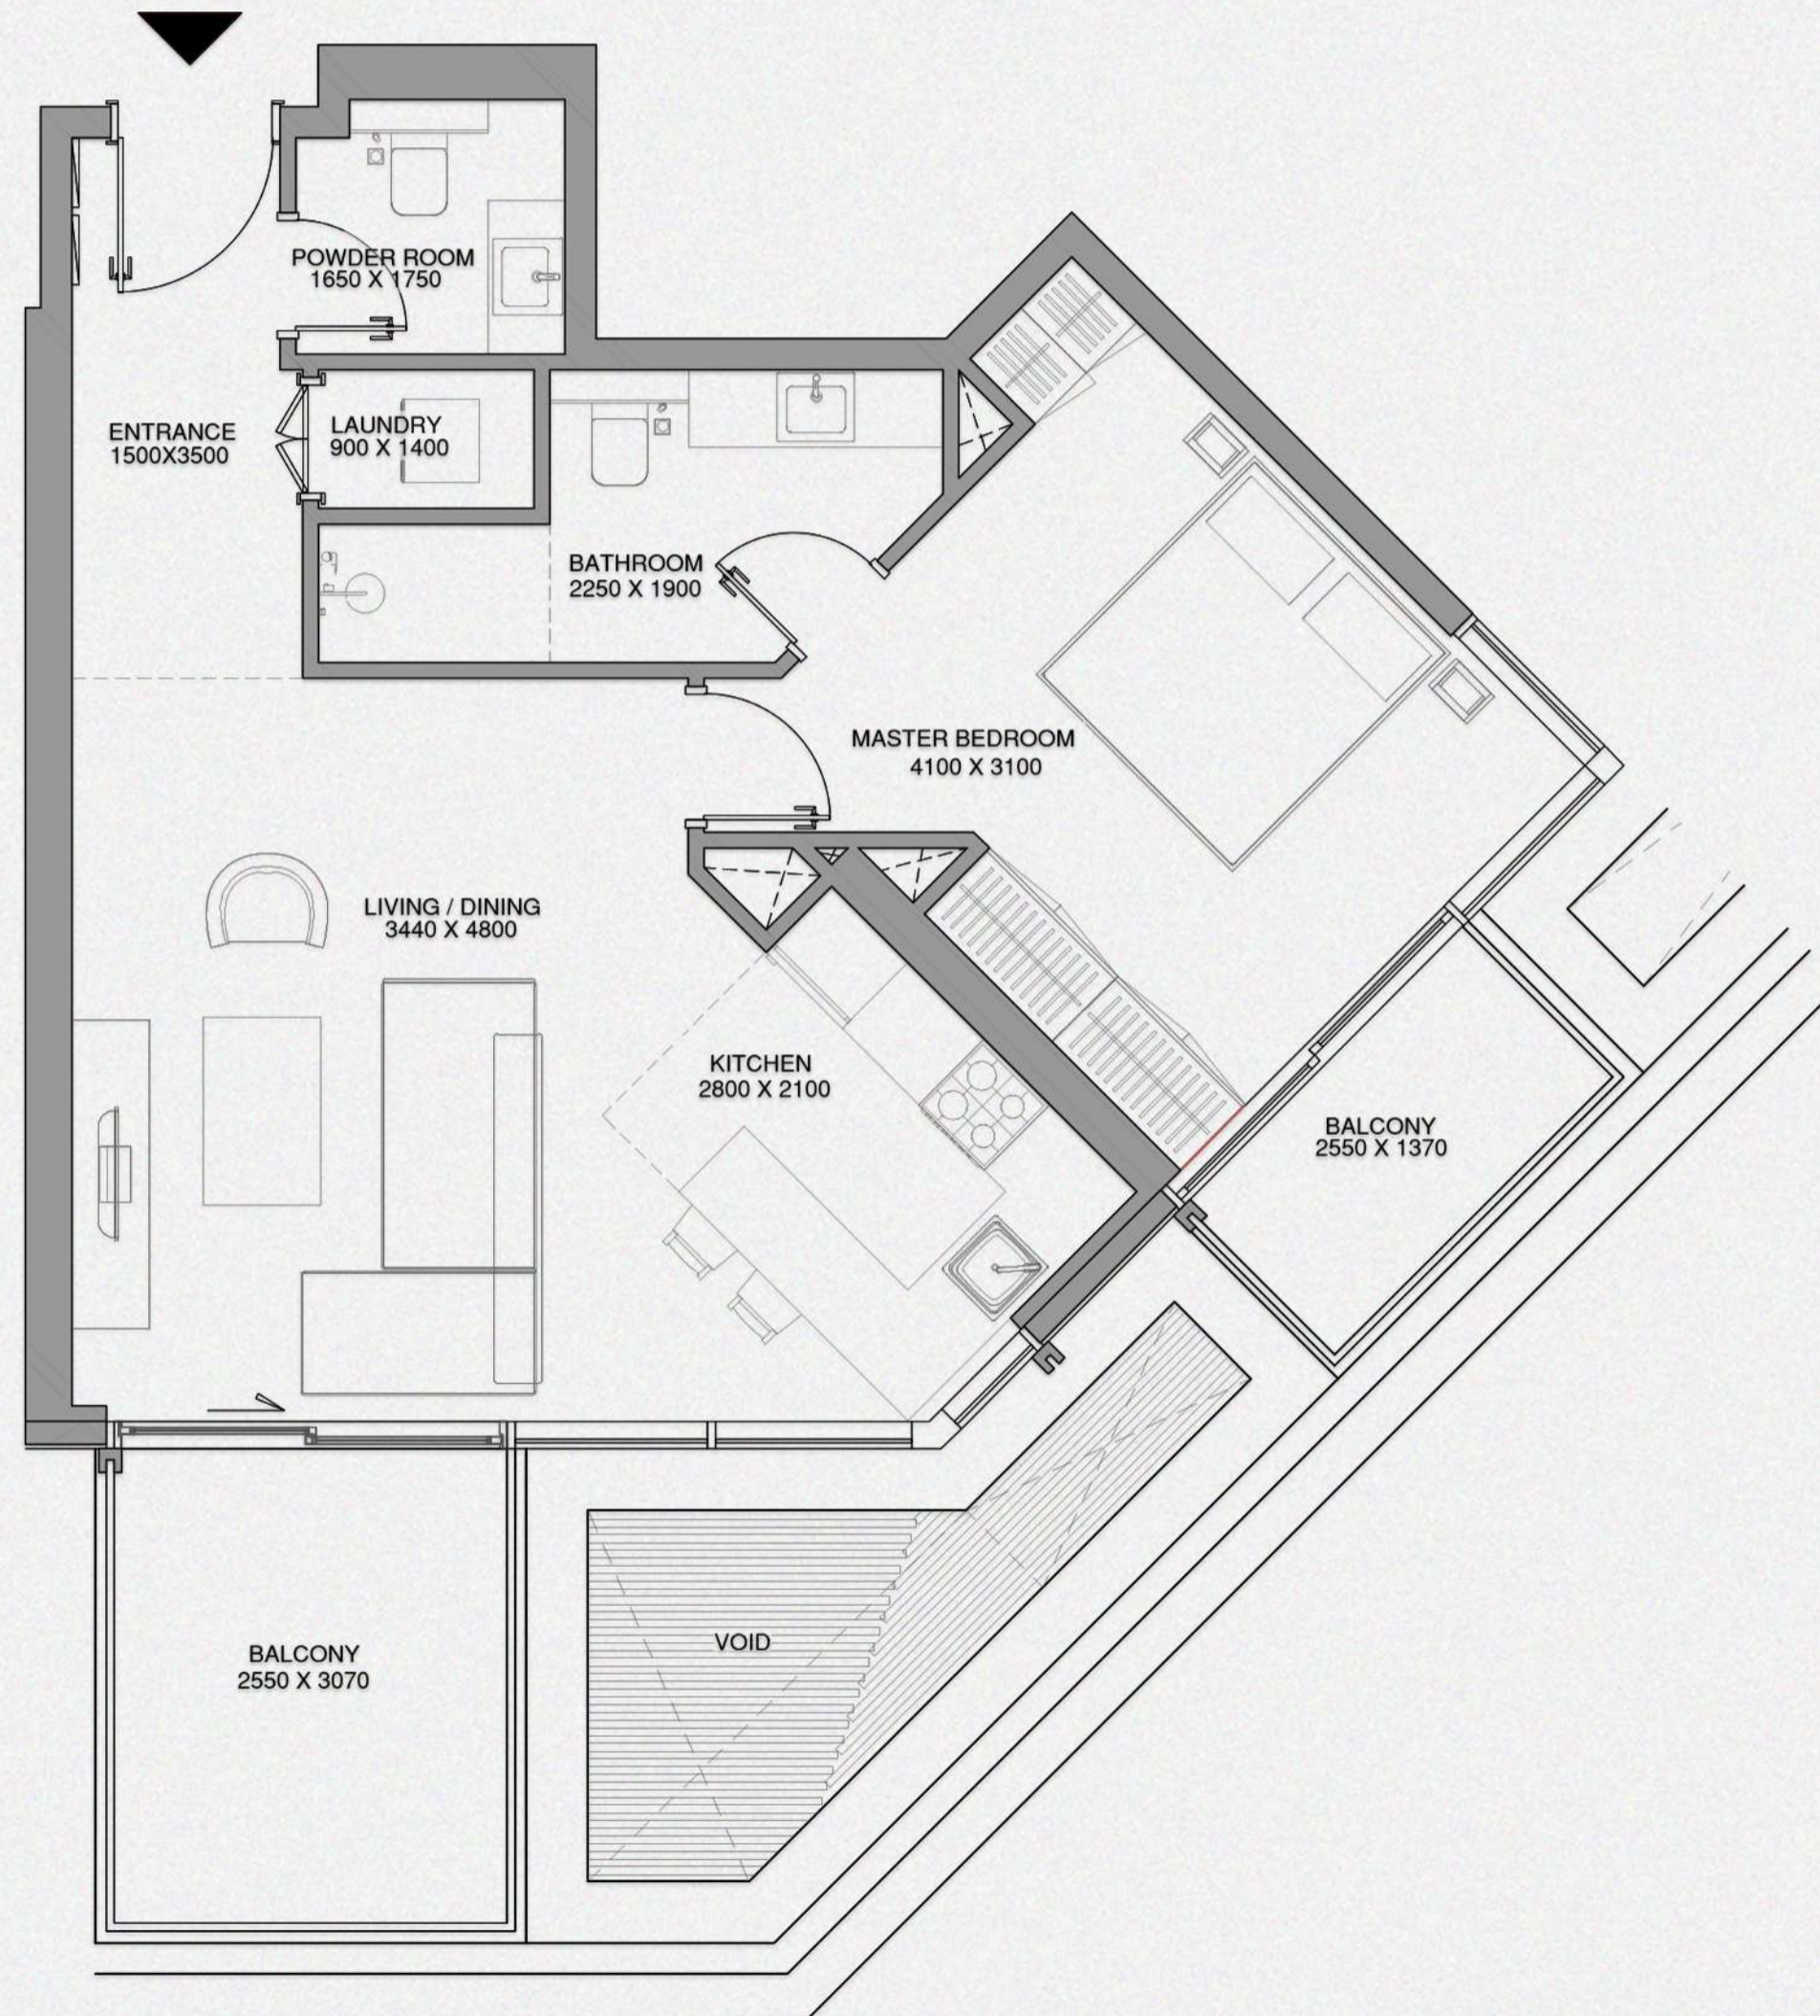 POWDER ROOM
1650 X 1750
ENTRANCE
1500X3500
LAUNDRY
900 X 1400
BATHROOM
2250 X 1900
MASTER BEDROOM
4100 X 3100
LIVING / DINING
3440 X 4800
KITCHEN
2800 X 2100
BALCONY
2550 X 1370
BALCONY
2550 X 3070
VOID